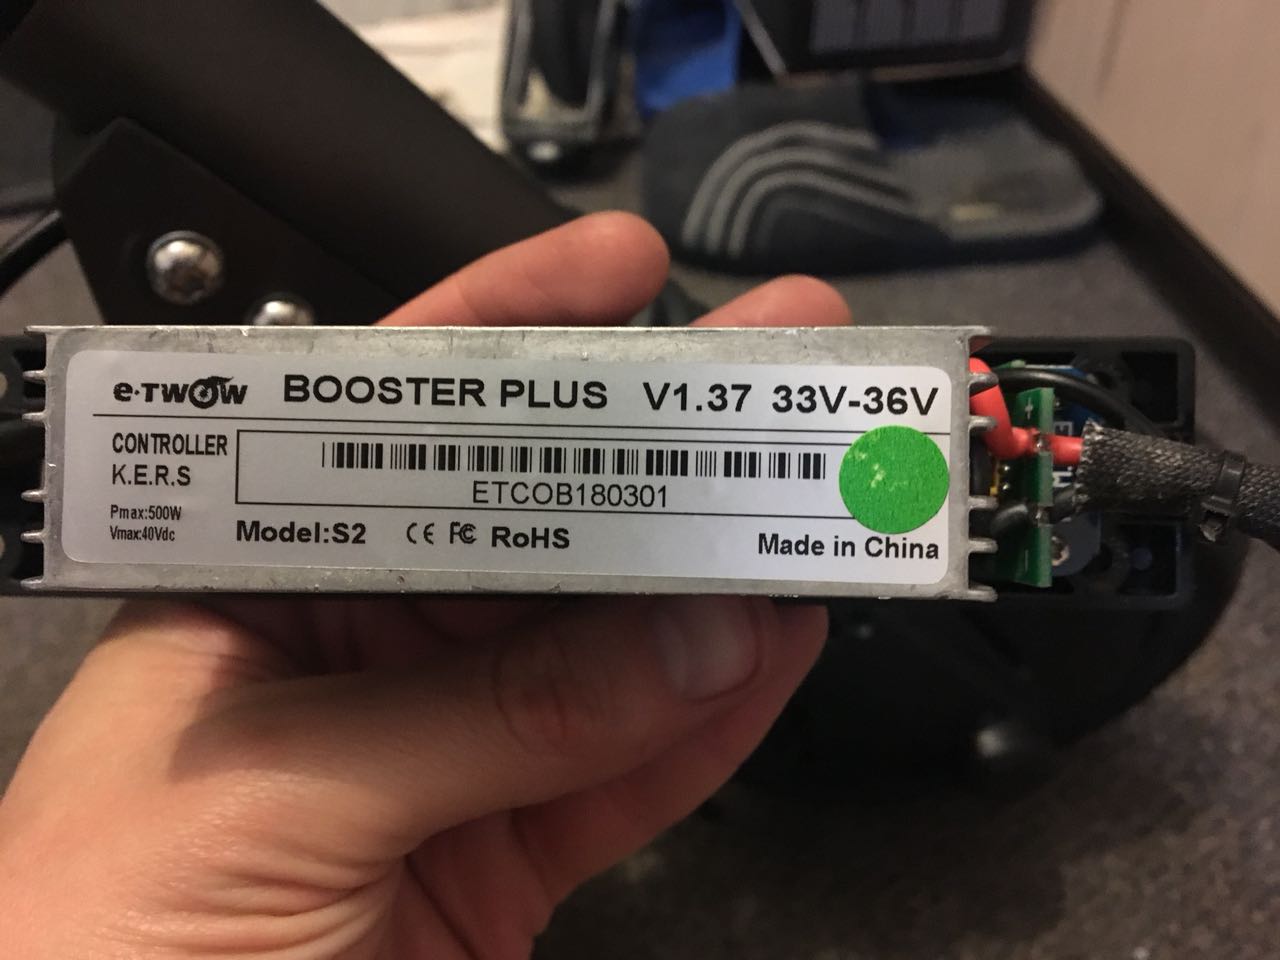 e-TWOW BOOSTER PLUS V1.37 33V-36V
CONTROLLER
K.E.R.S
ETCOB180301
Pmax:500W
Vmax:40Vdc
Model:S2 CE FC RoHS
Made in China